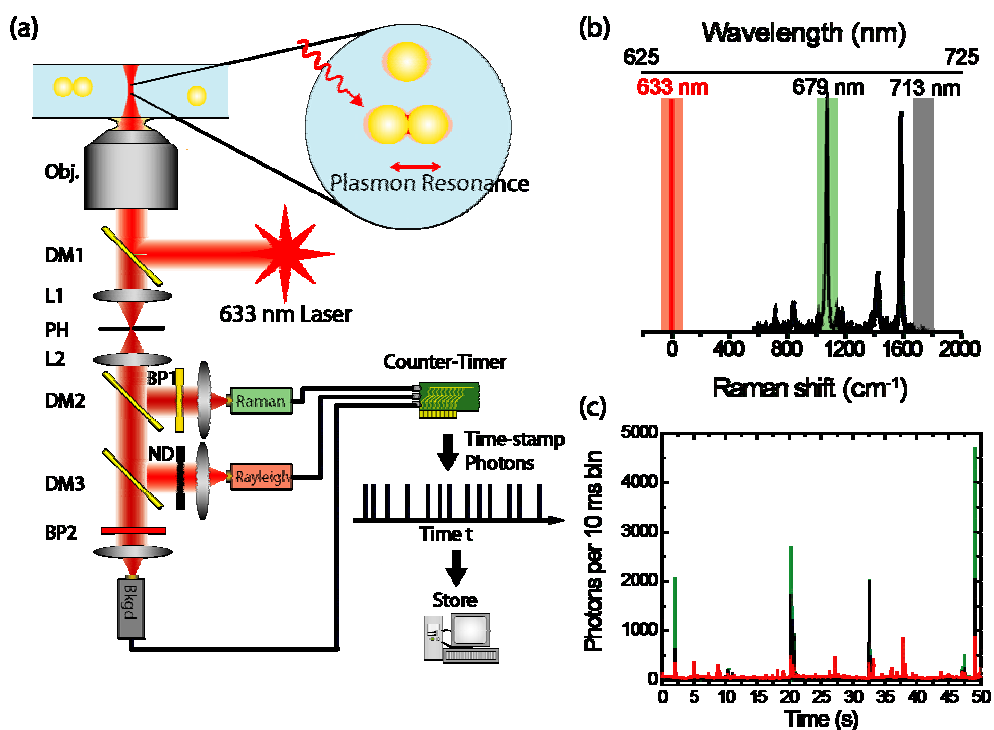 (a)
Obj.
Plasmon Resonance
DM1
L1
633 nm Laser
PH
L2
BP1
Counter-Timer
DM2
Raman
Time-stamp
Photons
ND
DM3
Rayleigh
BP2
Time t
Bkgd
Store
(b)
Wavelength (nm)
625 725
633 nm 679 nm 713 nm
0 400 800 1200 1600 2000
Raman shift (cm⁻¹)
(c)
5000
4000
3000
2000
1000
0
Photons per 10 ms bin
0 5 10 15 20 25 30 35 40 45 50
Time (s)